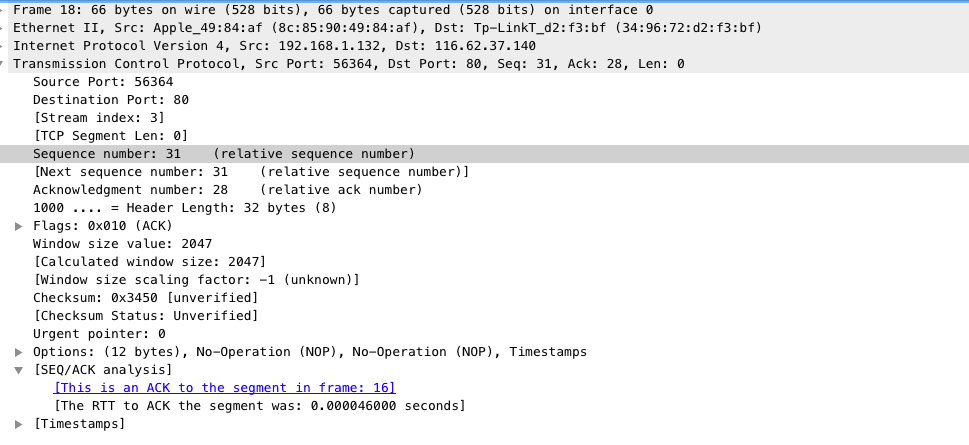 Frame 18: 66 bytes on wire (528 bits), 66 bytes captured (528 bits) on interface 0
Ethernet II, Src: Apple_49:84:af (8c:85:90:49:84:af), Dst: Tp-LinkT_d2:f3:bf (34:96:72:d2:f3:bf)
Internet Protocol Version 4, Src: 192.168.1.132, Dst: 116.62.37.140
Transmission Control Protocol, Src Port: 56364, Dst Port: 80, Seq: 31, Ack: 28, Len: 0
Source Port: 56364
Destination Port: 80
[Stream index: 3]
[TCP Segment Len: 0]
Sequence number: 31    (relative sequence number)
[Next sequence number: 31    (relative sequence number)]
Acknowledgment number: 28    (relative ack number)
1000 .... = Header Length: 32 bytes (8)
Flags: 0x010 (ACK)
Window size value: 2047
[Calculated window size: 2047]
[Window size scaling factor: -1 (unknown)]
Checksum: 0x3450 [unverified]
[Checksum Status: Unverified]
Urgent pointer: 0
Options: (12 bytes), No-Operation (NOP), No-Operation (NOP), Timestamps
[SEQ/ACK analysis]
[This is an ACK to the segment in frame: 16]
[The RTT to ACK the segment was: 0.000046000 seconds]
[Timestamps]